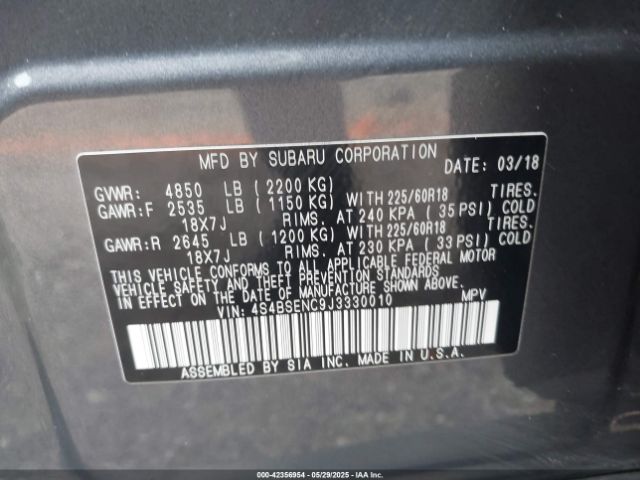 MFD BY SUBARU CORPORATION DATE: 03/18
GVWR: 4850 LB (2200 KG)
GAWR:F 2535 LB (1150 KG) WITH 225/60R18 TIRES.
18X7J RIMS. AT 240 KPA (35 PSI) COLD
GAWR:R 2645 LB (1200 KG) WITH 225/60R18 TIRES.
18X7J RIMS. AT 230 KPA (33 PSI) COLD
THIS VEHICLE CONFORMS TO ALL APPLICABLE FEDERAL MOTOR
VEHICLE SAFETY AND THEFT PREVENTION STANDARDS
IN EFFECT ON THE DATE OF MANUFACTURE SHOWN ABOVE.
VIN: 4S4BSENC9J3330010 MPV
ASSEMBLED BY SIA INC. MADE IN U.S.A.
000-42356954 - 05/29/2025 - IAAI.COM